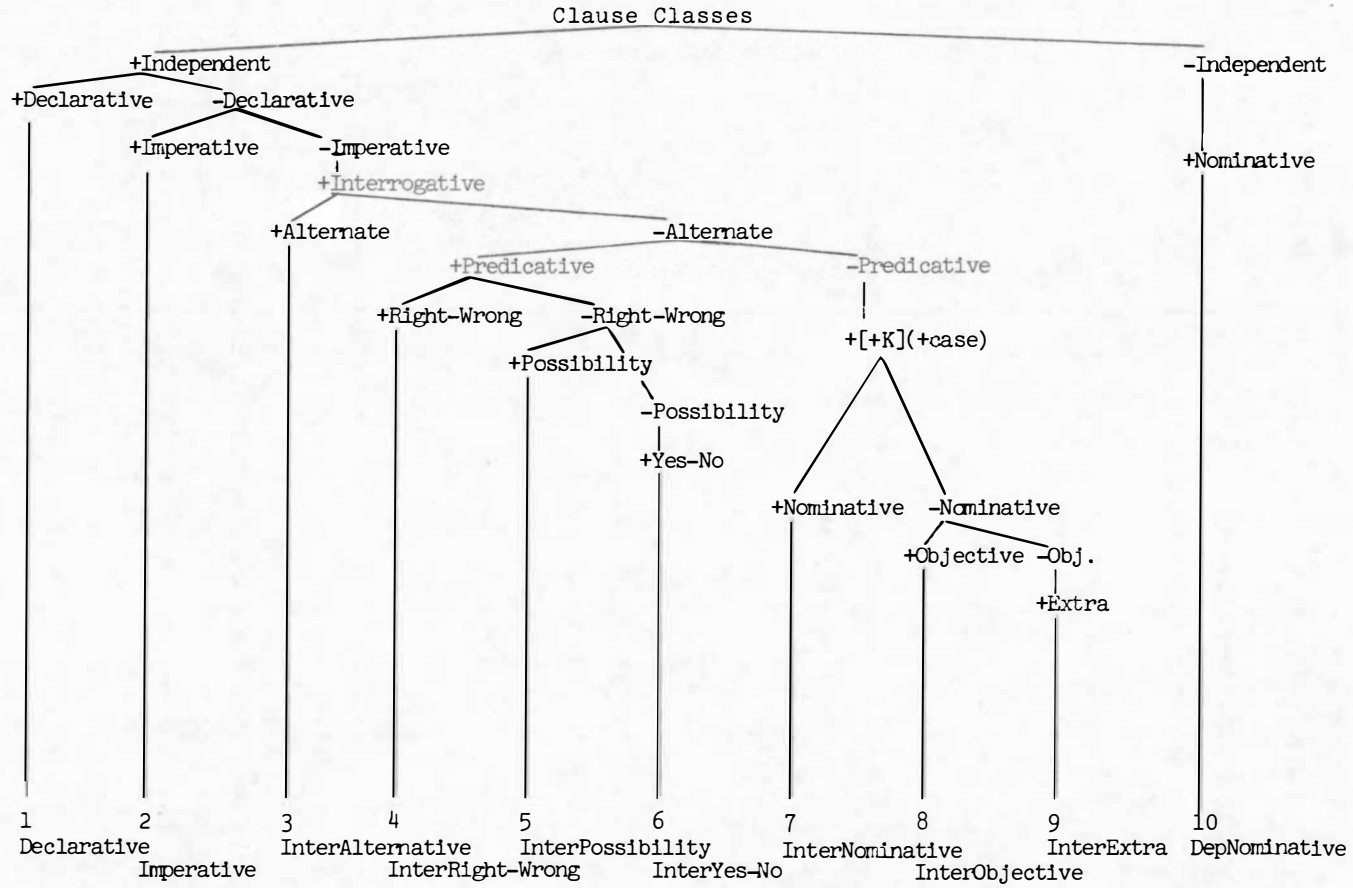 Clause Classes
+Independent -Independent
+Declarative -Declarative
+Imperative -Imperative +Nominative
+Interrogative
+Alternate -Alternate
+Predicative -Predicative
+Right-Wrong -Right-Wrong
+[+K](+case)
+Possibility
-Possibility
+Yes-No
+Nominative -Nominative
+Objective -Obj.
+Extra
1 2 3 4 5 6 7 8 9 10
Declarative InterAlternative InterPossibility InterNominative InterExtra DepNominative
Imperative InterRight-Wrong InterYes-No InterObjective